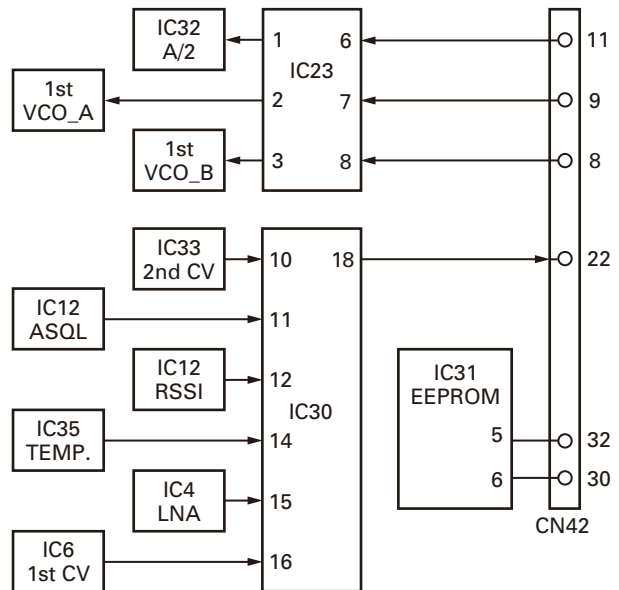 IC32
A/2
1
6
11
IC23
1st
VCO_A
2
7
9
1st
VCO_B
3
8
8
IC33
2nd CV
10
18
22
IC12
ASQL
11
IC12
RSSI
12
IC31
EEPROM
IC30
IC35
TEMP.
14
5
32
IC4
LNA
15
6
30
CN42
IC6
1st CV
16